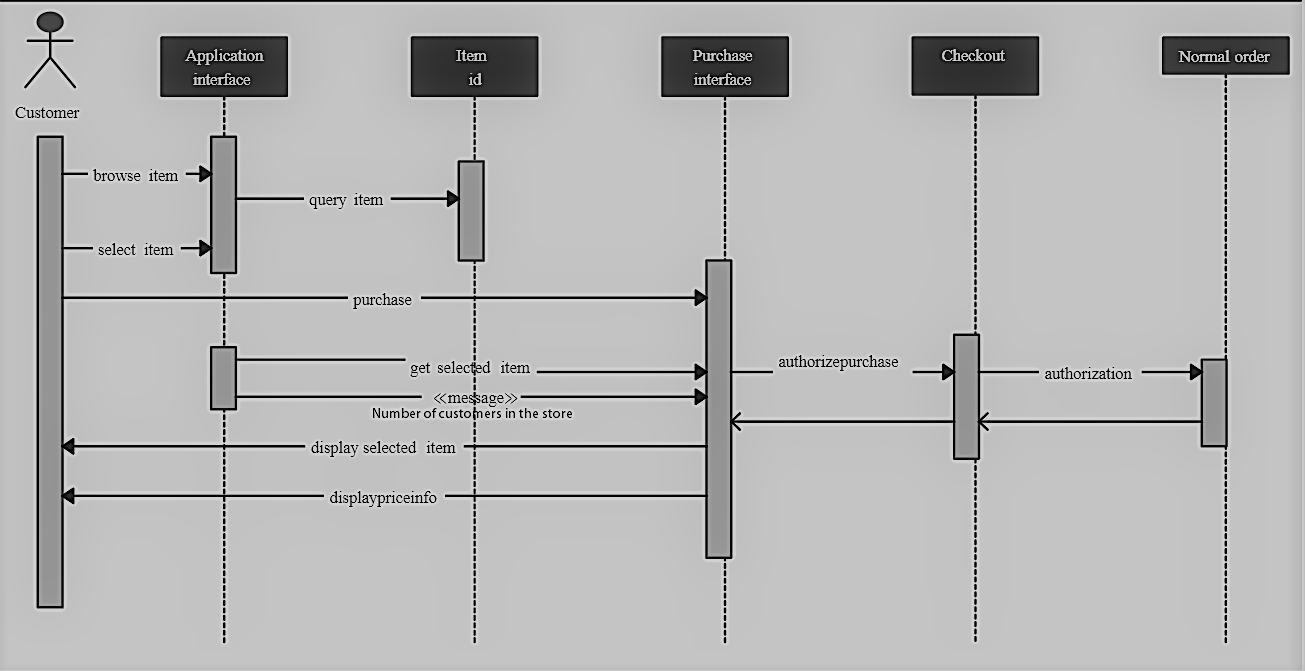 Customer
Application
interface
Item
id
Purchase
interface
Checkout
Normal order
browse item
query item
select item
purchase
get selected item
authorizepurchase
authorization
≪message≫
Number of customers in the store
display selected item
displaypriceinfo